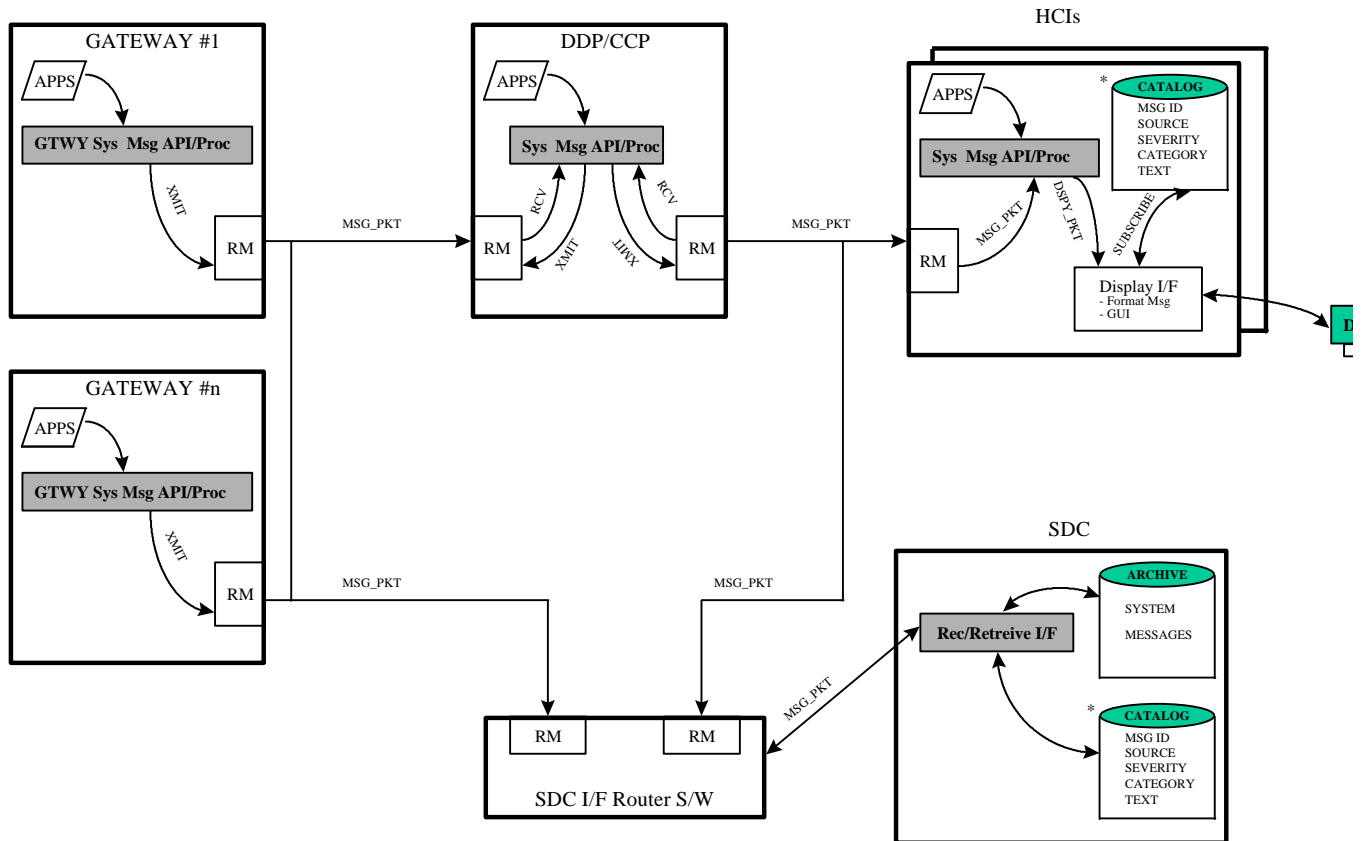 HCIs
GATEWAY #1
APPS
GTWY Sys Msg API/Proc
XMIT
RM
MSG_PKT
DDP/CCP
APPS
Sys Msg API/Proc
RCV
XMIT
XMIT
RCV
RM
RM
MSG_PKT
APPS
Sys Msg API/Proc
MSG_PKT
DSPY_PKT
SUBSCRIBE
RM
*
CATALOG
MSG ID
SOURCE
SEVERITY
CATEGORY
TEXT
Display I/F
- Format Msg
- GUI
D
GATEWAY #n
APPS
GTWY Sys Msg API/Proc
XMIT
RM
MSG_PKT
MSG_PKT
RM
RM
SDC I/F Router S/W
MSG_PKT
SDC
Rec/Retreive I/F
ARCHIVE
SYSTEM
MESSAGES
*
CATALOG
MSG ID
SOURCE
SEVERITY
CATEGORY
TEXT